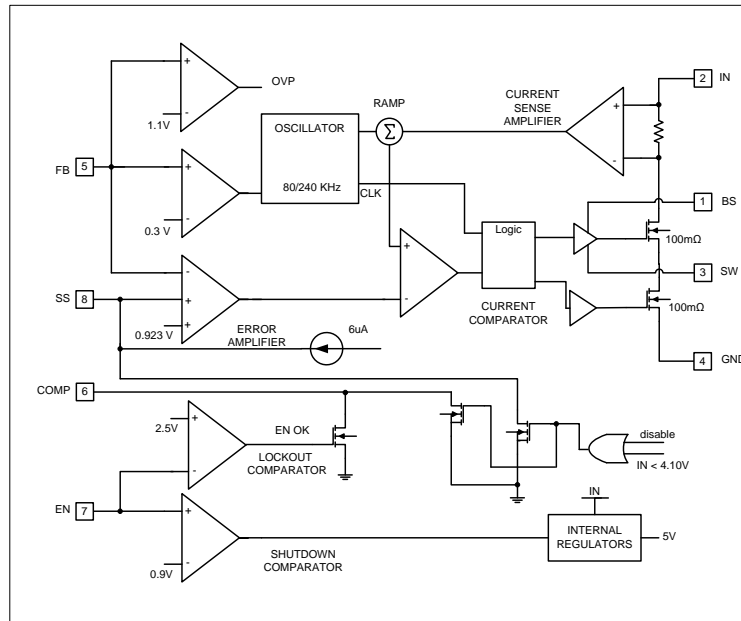 +
OVP
-
1.1V
FB 5
+
-
0.3 V
OSCILLATOR
80/240 KHz
CLK
RAMP
Σ
CURRENT
SENSE
AMPLIFIER
+
-
2 IN
1 BS
100mΩ
3 SW
100mΩ
4 GND
Logic
CURRENT
COMPARATOR
+
-
SS 8
-
+
+
0.923 V
ERROR
AMPLIFIER
6uA
COMP 6
2.5V
+
-
EN OK
LOCKOUT
COMPARATOR
disable
IN < 4.10V
EN 7
+
-
0.9V
SHUTDOWN
COMPARATOR
IN
INTERNAL
REGULATORS
5V